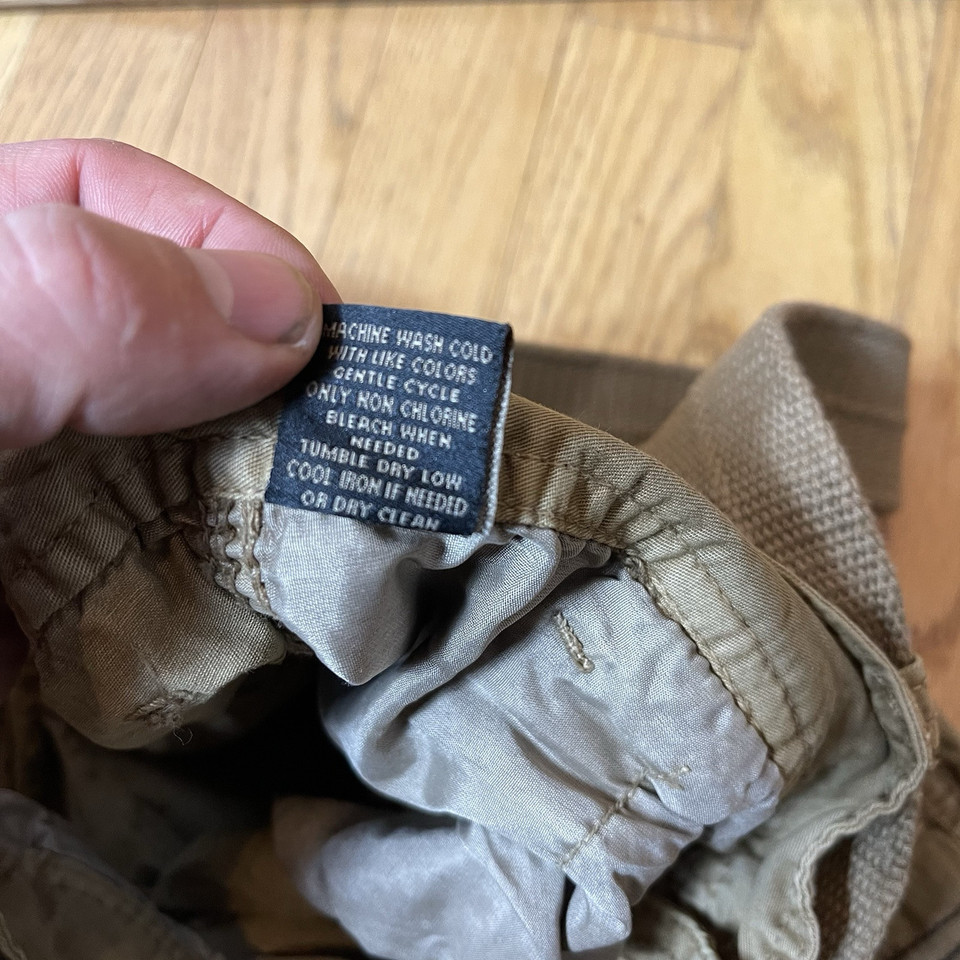 MACHINE WASH COLD
WITH LIKE COLORS
GENTLE CYCLE
ONLY NON CHLORINE
BLEACH WHEN
NEEDED
TUMBLE DRY LOW
COOL IRON IF NEEDED
OR DRY CLEAN